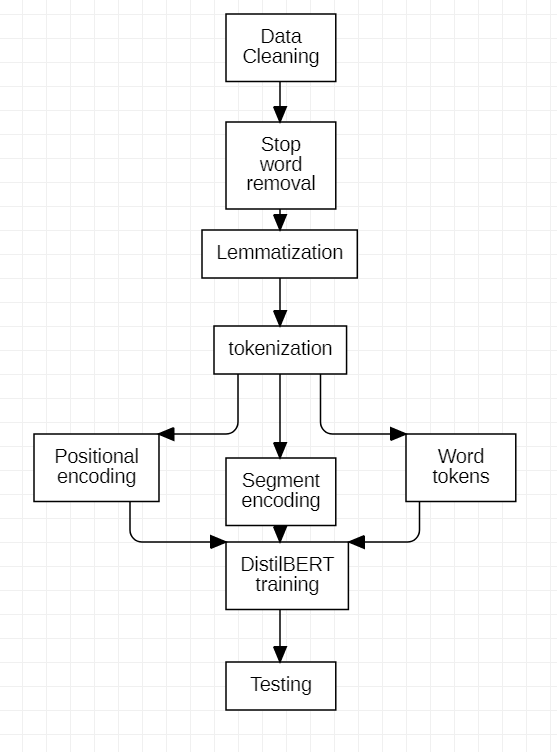 Data
Cleaning
Stop
word
removal
Lemmatization
tokenization
Positional
encoding
Segment
encoding
Word
tokens
DistilBERT
training
Testing